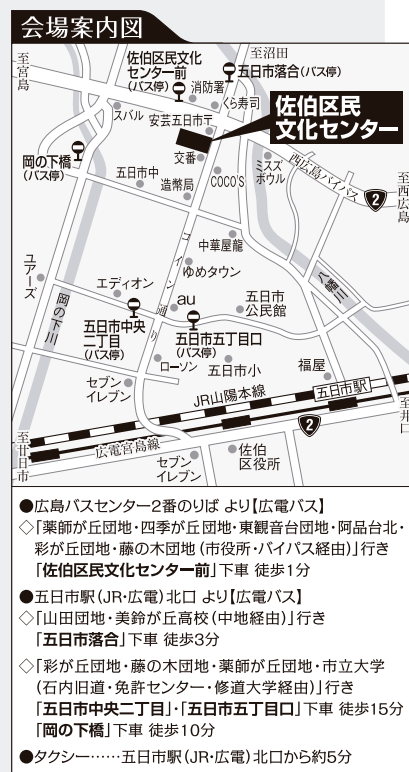 会場案内図
至宮島
佐伯区民文化
センター前
(バス停)
至沼田
五日市落合(バス停)
消防署
くら寿司
スバル
安芸五日市〒
佐伯区民
文化センター
岡の下橋
(バス停)
交番
五日市中
造幣局
COCO'S
ミスズ
ボウル
西広島バイパス
2
至西広島
コイン通り
中華屋龍
ゆめタウン
ユアーズ
岡の下川
エディオン
au
五日市
公民館
八幡川
五日市中央
二丁目
(バス停)
五日市五丁目口
(バス停)
ローソン
五日市小
福屋
セブン
イレブン
JR山陽本線
五日市駅
至井口
2
至廿日市
広電宮島線
セブン
イレブン
佐伯
区役所
●広島バスセンター2番のりば より【広電バス】
◇「薬師が丘団地・四季が丘団地・東観音台団地・阿品台北・
彩が丘団地・藤の木団地(市役所・バイパス経由)」行き
「佐伯区民文化センター前」下車 徒歩1分
●五日市駅(JR・広電)北口 より【広電バス】
◇「山田団地・美鈴が丘高校(中地経由)」行き
「五日市落合」下車 徒歩3分
◇「彩が丘団地・藤の木団地・薬師が丘団地・市立大学
(石内旧道・免許センター・修道大学経由)」行き
「五日市中央二丁目」・「五日市五丁目口」下車 徒歩15分
「岡の下橋」下車 徒歩10分
●タクシー……五日市駅(JR・広電)北口から約5分